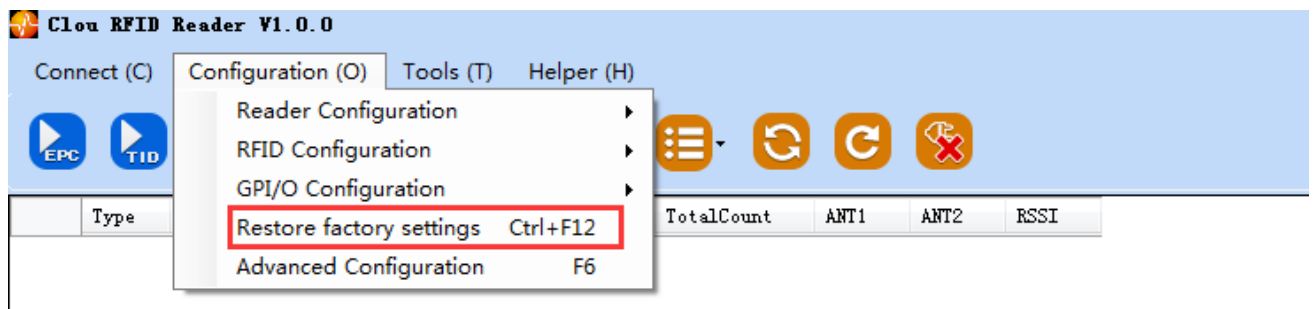 Clou RFID Reader V1.0.0
Connect (C) Configuration (O) Tools (T) Helper (H)
Reader Configuration
RFID Configuration
GPI/O Configuration
Restore factory settings Ctrl+F12
Advanced Configuration F6
EPC TID
Type TotalCount ANT1 ANT2 RSSI